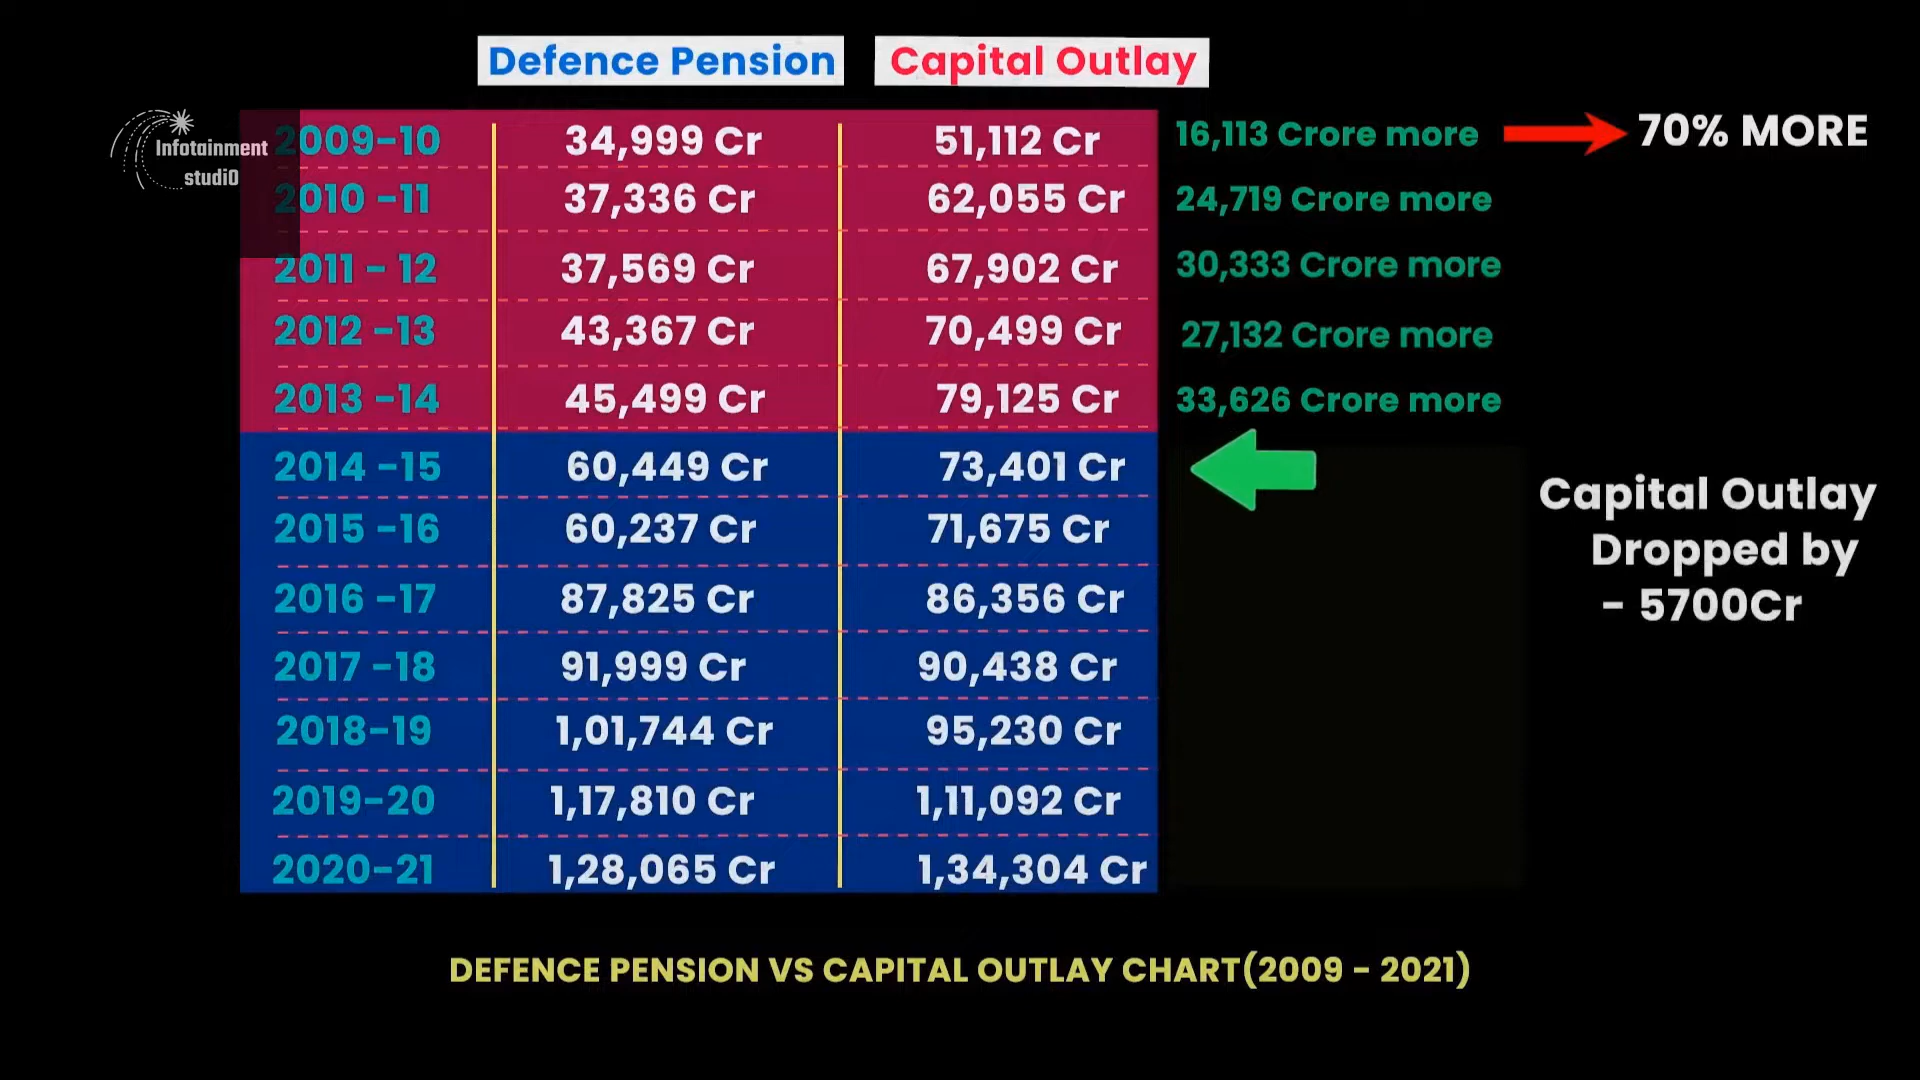 Defence Pension Capital Outlay
Infotainment
studiO
2009-10 34,999 Cr 51,112 Cr 16,113 Crore more 70% MORE
2010 -11 37,336 Cr 62,055 Cr 24,719 Crore more
2011 - 12 37,569 Cr 67,902 Cr 30,333 Crore more
2012 -13 43,367 Cr 70,499 Cr 27,132 Crore more
2013 -14 45,499 Cr 79,125 Cr 33,626 Crore more
2014 -15 60,449 Cr 73,401 Cr
2015 -16 60,237 Cr 71,675 Cr
2016 -17 87,825 Cr 86,356 Cr
2017 -18 91,999 Cr 90,438 Cr
2018-19 1,01,744 Cr 95,230 Cr
2019-20 1,17,810 Cr 1,11,092 Cr
2020-21 1,28,065 Cr 1,34,304 Cr
Capital Outlay
Dropped by
- 5700Cr
DEFENCE PENSION VS CAPITAL OUTLAY CHART(2009 - 2021)